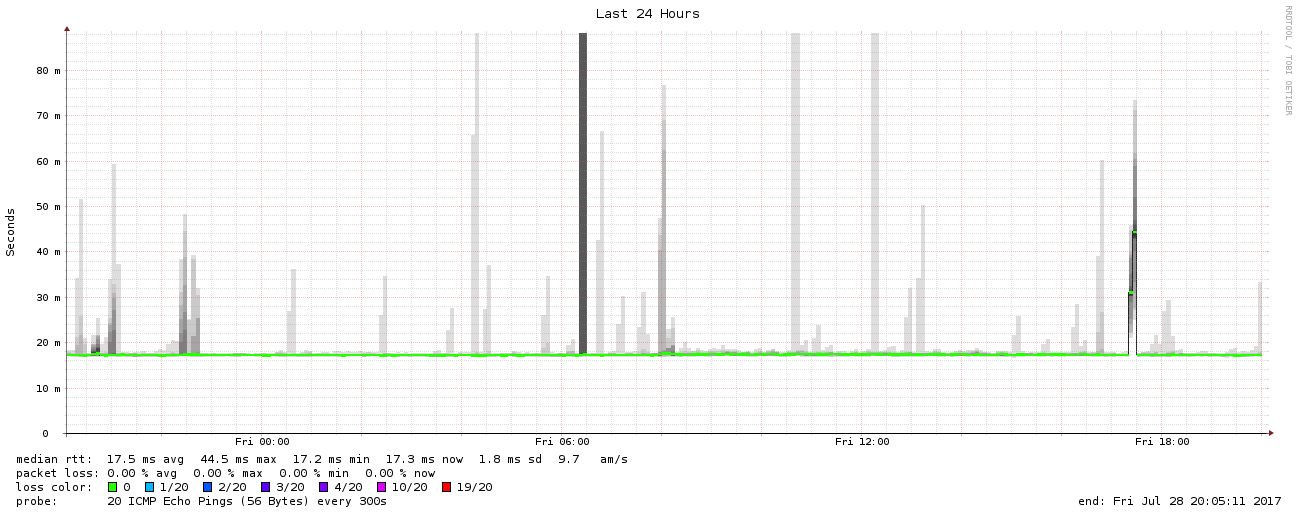 Last 24 Hours
RRDTOOL / TOBI OETIKER
Seconds
80 m
70 m
60 m
50 m
40 m
30 m
20 m
10 m
0
Fri 00:00 Fri 06:00 Fri 12:00 Fri 18:00
median rtt: 17.5 ms avg 44.5 ms max 17.2 ms min 17.3 ms now 1.8 ms sd 9.7 am/s
packet loss: 0.00 % avg 0.00 % max 0.00 % min 0.00 % now
loss color: 0 1/20 2/20 3/20 4/20 10/20 19/20
probe: 20 ICMP Echo Pings (56 Bytes) every 300s end: Fri Jul 28 20:05:11 2017